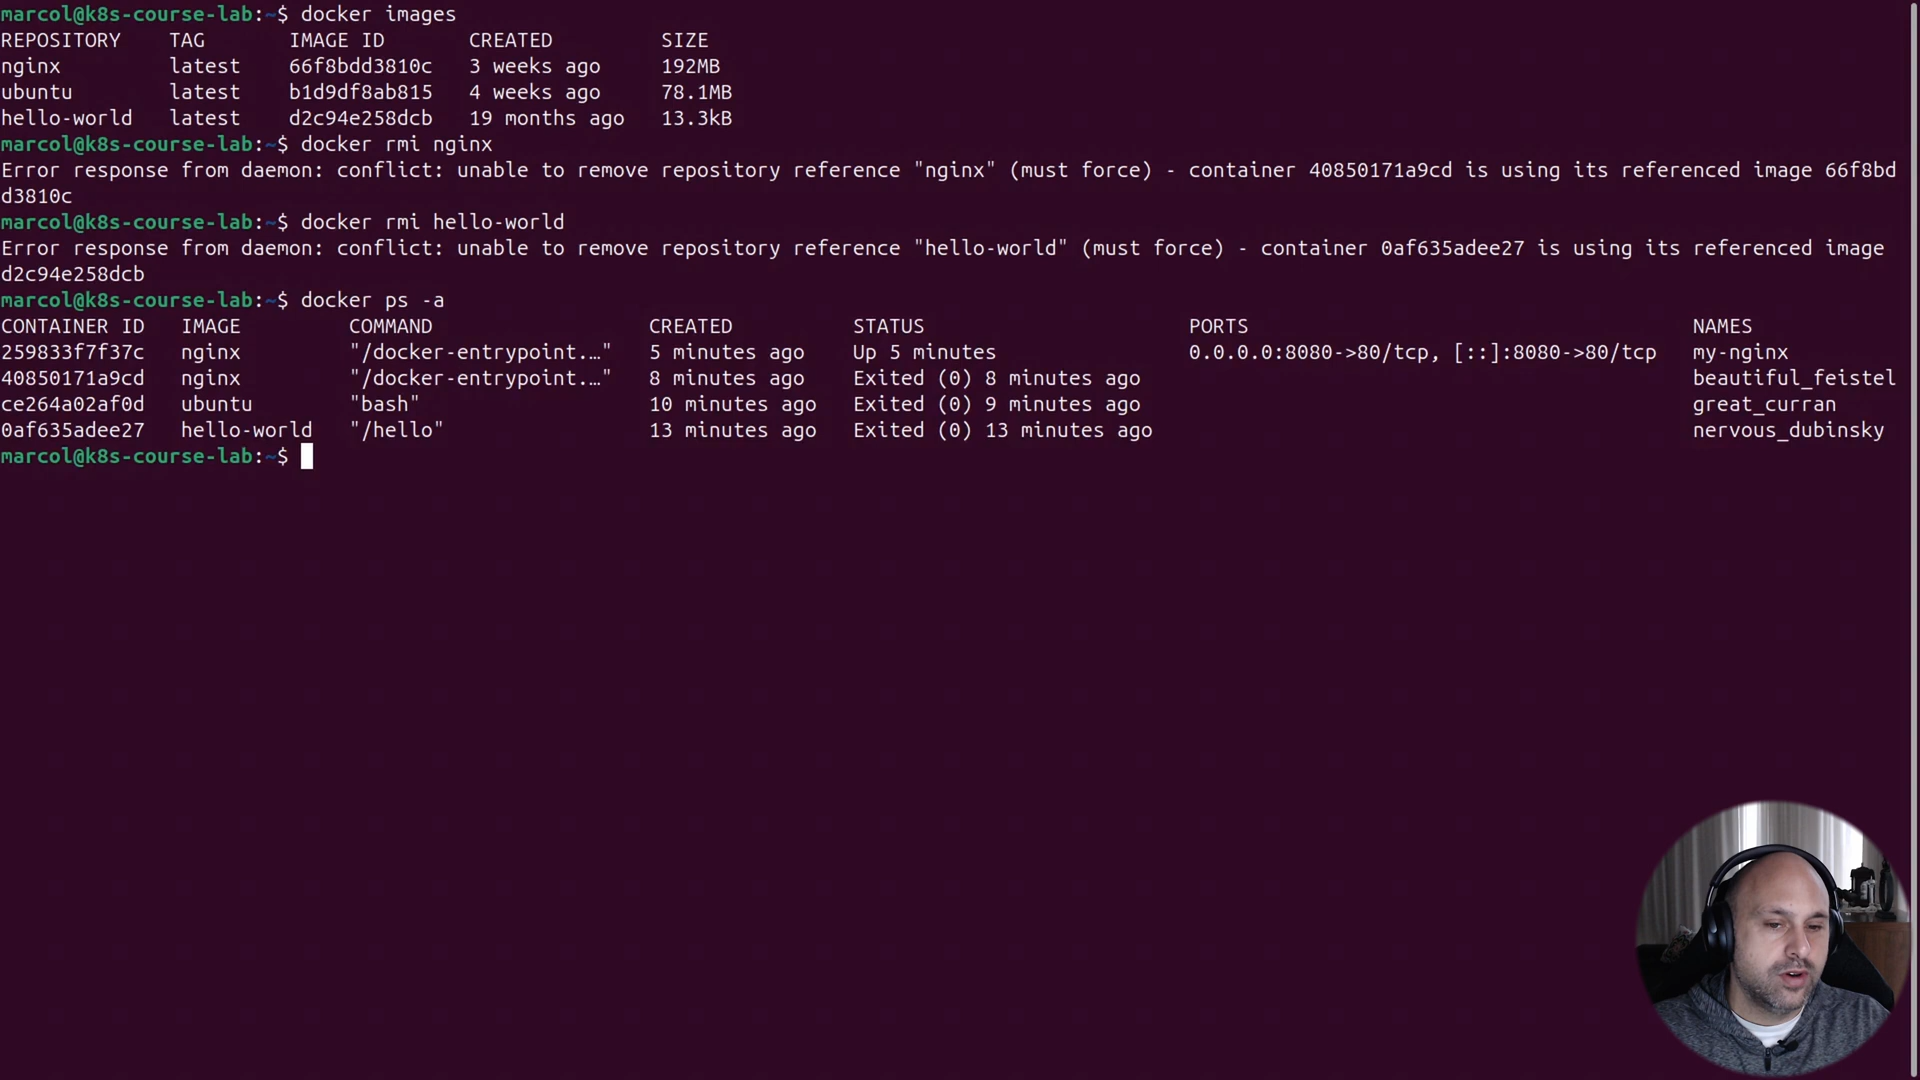 marcol@k8s-course-lab:~$ docker images
REPOSITORY    TAG       IMAGE ID       CREATED         SIZE
nginx         latest    66f8bdd3810c   3 weeks ago     192MB
ubuntu        latest    b1d9df8ab815   4 weeks ago     78.1MB
hello-world   latest    d2c94e258dcb   19 months ago   13.3kB
marcol@k8s-course-lab:~$ docker rmi nginx
Error response from daemon: conflict: unable to remove repository reference "nginx" (must force) - container 40850171a9cd is using its referenced image 66f8bd
d3810c
marcol@k8s-course-lab:~$ docker rmi hello-world
Error response from daemon: conflict: unable to remove repository reference "hello-world" (must force) - container 0af635adee27 is using its referenced image
d2c94e258dcb
marcol@k8s-course-lab:~$ docker ps -a
CONTAINER ID   IMAGE         COMMAND                  CREATED          STATUS                      PORTS                                     NAMES
259833f7f37c   nginx         "/docker-entrypoint.…"   5 minutes ago    Up 5 minutes                0.0.0.0:8080->80/tcp, [::]:8080->80/tcp   my-nginx
40850171a9cd   nginx         "/docker-entrypoint.…"   8 minutes ago    Exited (0) 8 minutes ago                                              beautiful_feistel
ce264a02af0d   ubuntu        "bash"                   10 minutes ago   Exited (0) 9 minutes ago                                              great_curran
0af635adee27   hello-world   "/hello"                 13 minutes ago   Exited (0) 13 minutes ago                                             nervous_dubinsky
marcol@k8s-course-lab:~$